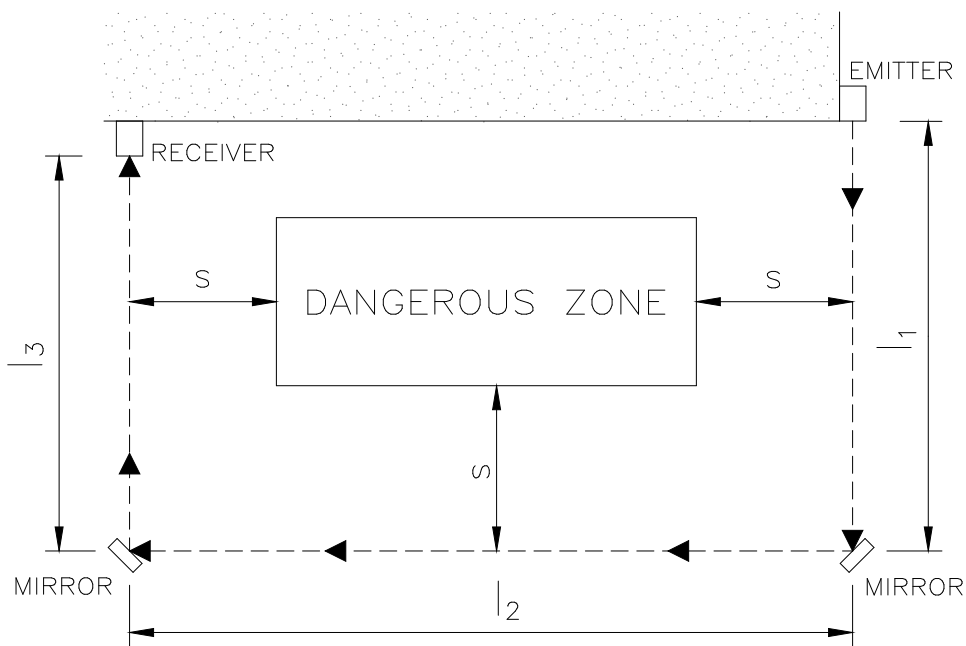 EMITTER
RECEIVER
S
S
DANGEROUS ZONE
l1
l3
S
MIRROR
MIRROR
l2